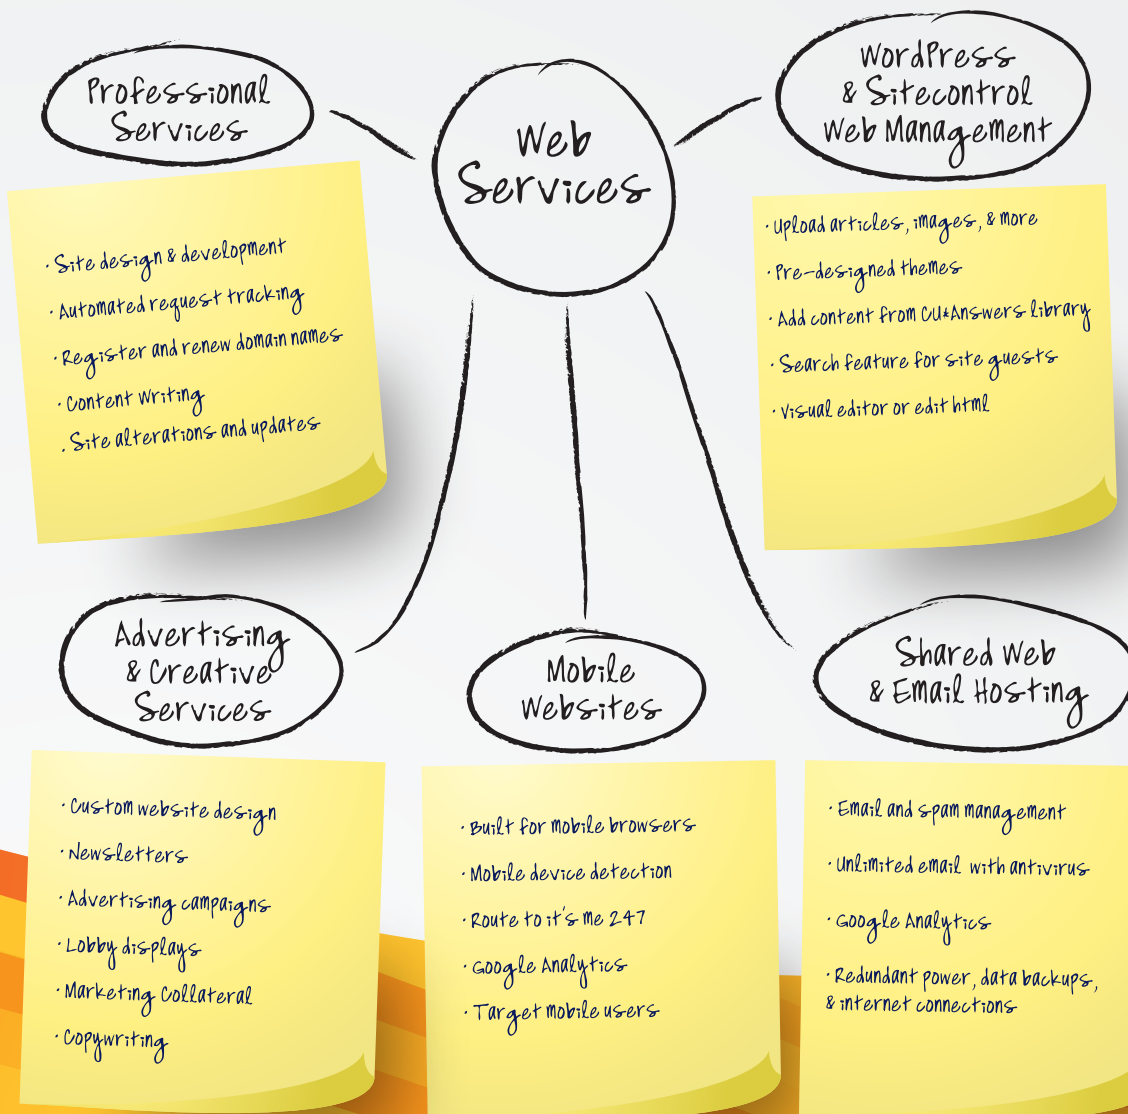 Professional
Services
Web
Services
WordPress
& Sitecontrol
Web Management
· Site design & development
· Automated request tracking
· Register and renew domain names
· Content writing
· Site alterations and updates
· Upload articles, images, & more
· Pre-designed themes
· Add content from CU*Answers library
· Search feature for site guests
· Visual editor or edit html
Advertising
& Creative
Services
Mobile
Websites
Shared Web
& Email Hosting
· Custom website design
· Newsletters
· Advertising campaigns
· Lobby displays
· Marketing Collateral
· Copywriting
· Built for mobile browsers
· Mobile device detection
· Route to it's me 247
· Google Analytics
· Target mobile users
· Email and spam management
· Unlimited email with antivirus
· Google Analytics
· Redundant power, data backups,
& internet connections